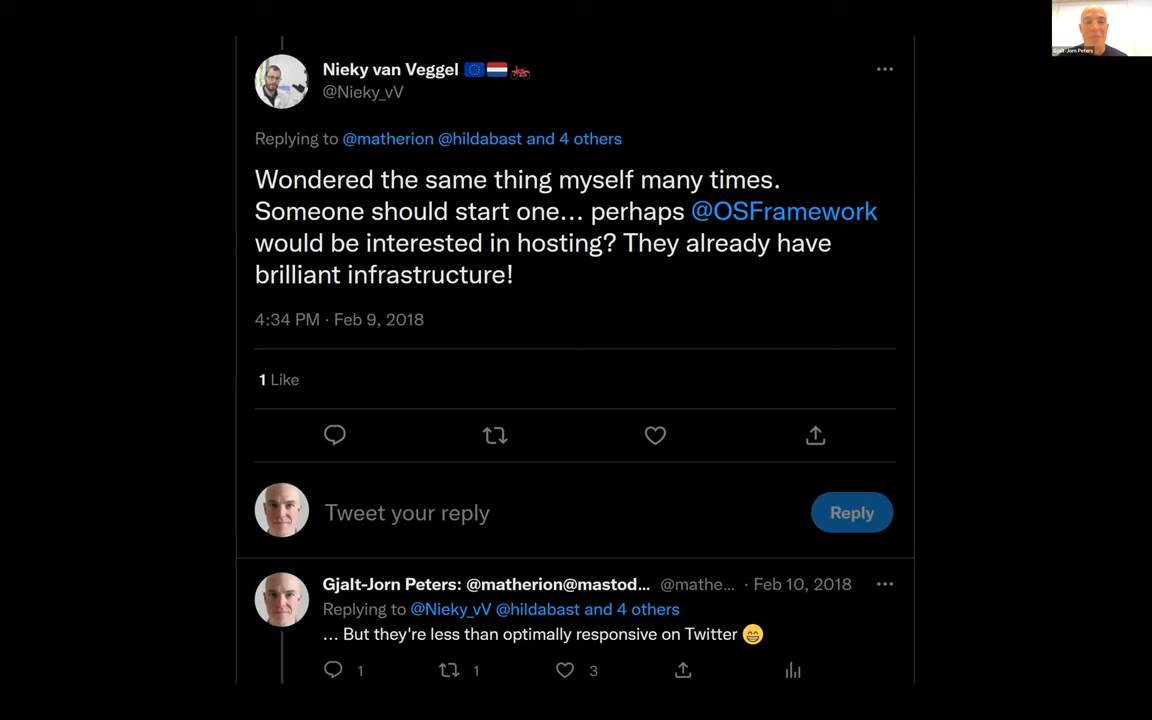 Gjalt-Jorn Peters
Nieky van Veggel
@Nieky_vV
Replying to @matherion @hildabast and 4 others
Wondered the same thing myself many times.
Someone should start one... perhaps @OSFramework
would be interested in hosting? They already have
brilliant infrastructure!
4:34 PM · Feb 9, 2018
1 Like
Tweet your reply
Reply
Gjalt-Jorn Peters: @matherion@mastod... @mathe... · Feb 10, 2018
Replying to @Nieky_vV @hildabast and 4 others
... But they're less than optimally responsive on Twitter 😁
1 1 3